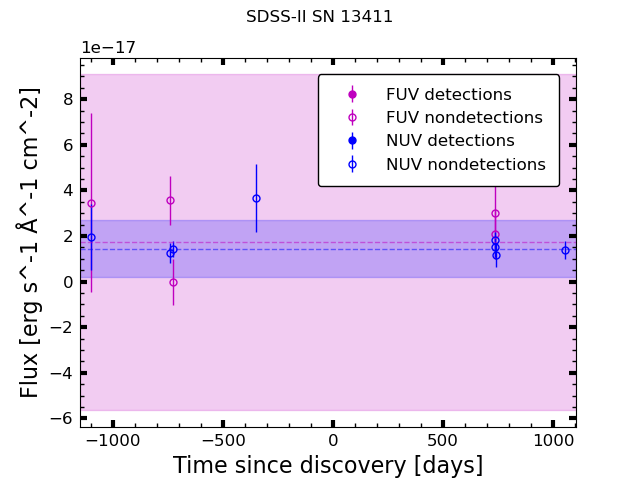 SDSS-II SN 13411
1e−17
FUV detections
FUV nondetections
NUV detections
NUV nondetections
8
6
4
2
0
−2
−4
−6
Flux [erg s^-1 Å^-1 cm^-2]
−1000 −500 0 500 1000
Time since discovery [days]